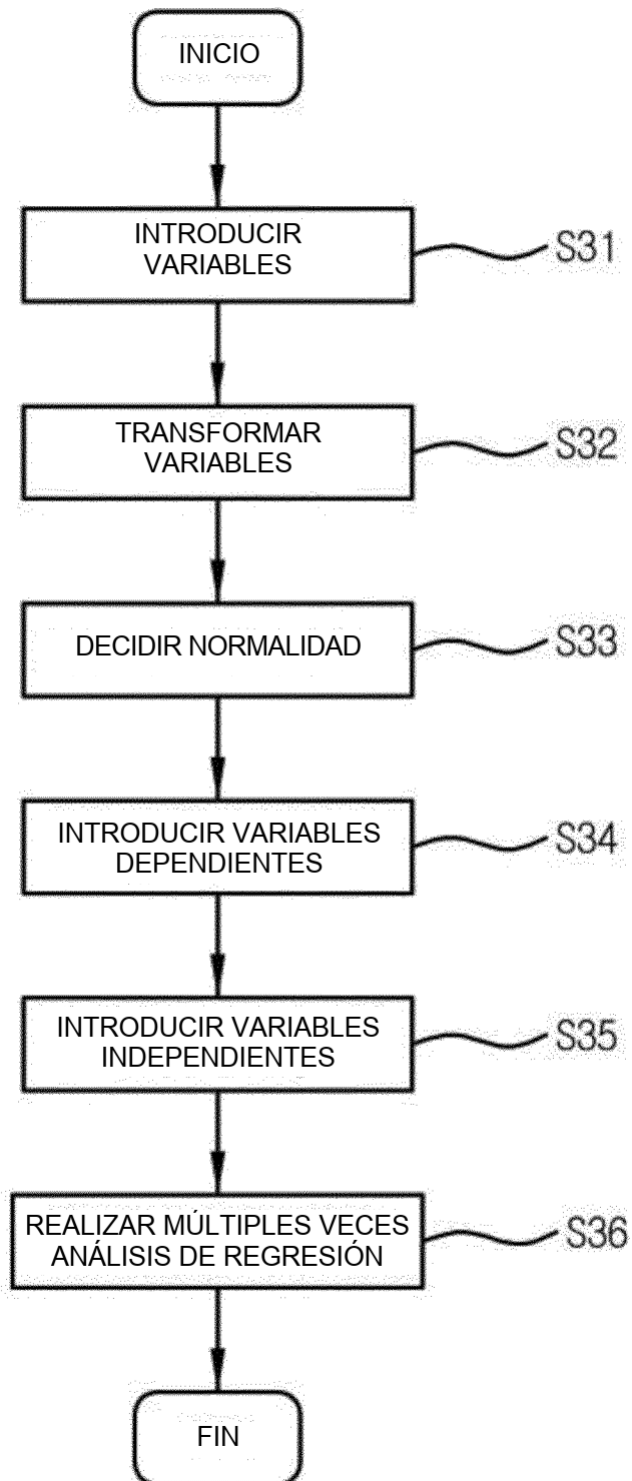 INICIO
INTRODUCIR
VARIABLES
S31
TRANSFORMAR
VARIABLES
S32
DECIDIR NORMALIDAD
S33
INTRODUCIR VARIABLES
DEPENDIENTES
S34
INTRODUCIR VARIABLES
INDEPENDIENTES
S35
REALIZAR MÚLTIPLES VECES
ANÁLISIS DE REGRESIÓN
S36
FIN